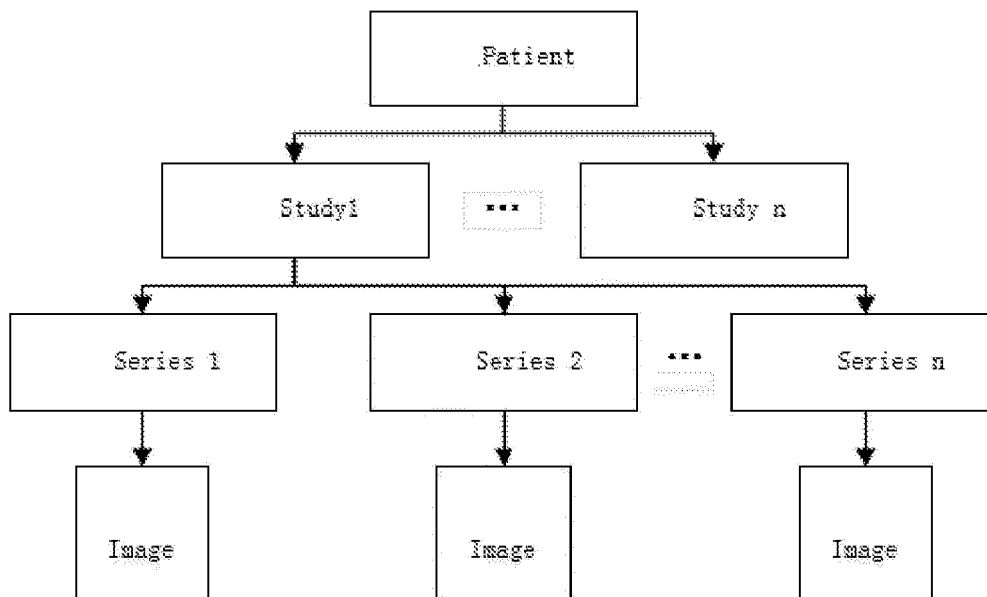 Patient
Study1 ... Study n
Series 1 Series 2 ... Series n
Image Image Image